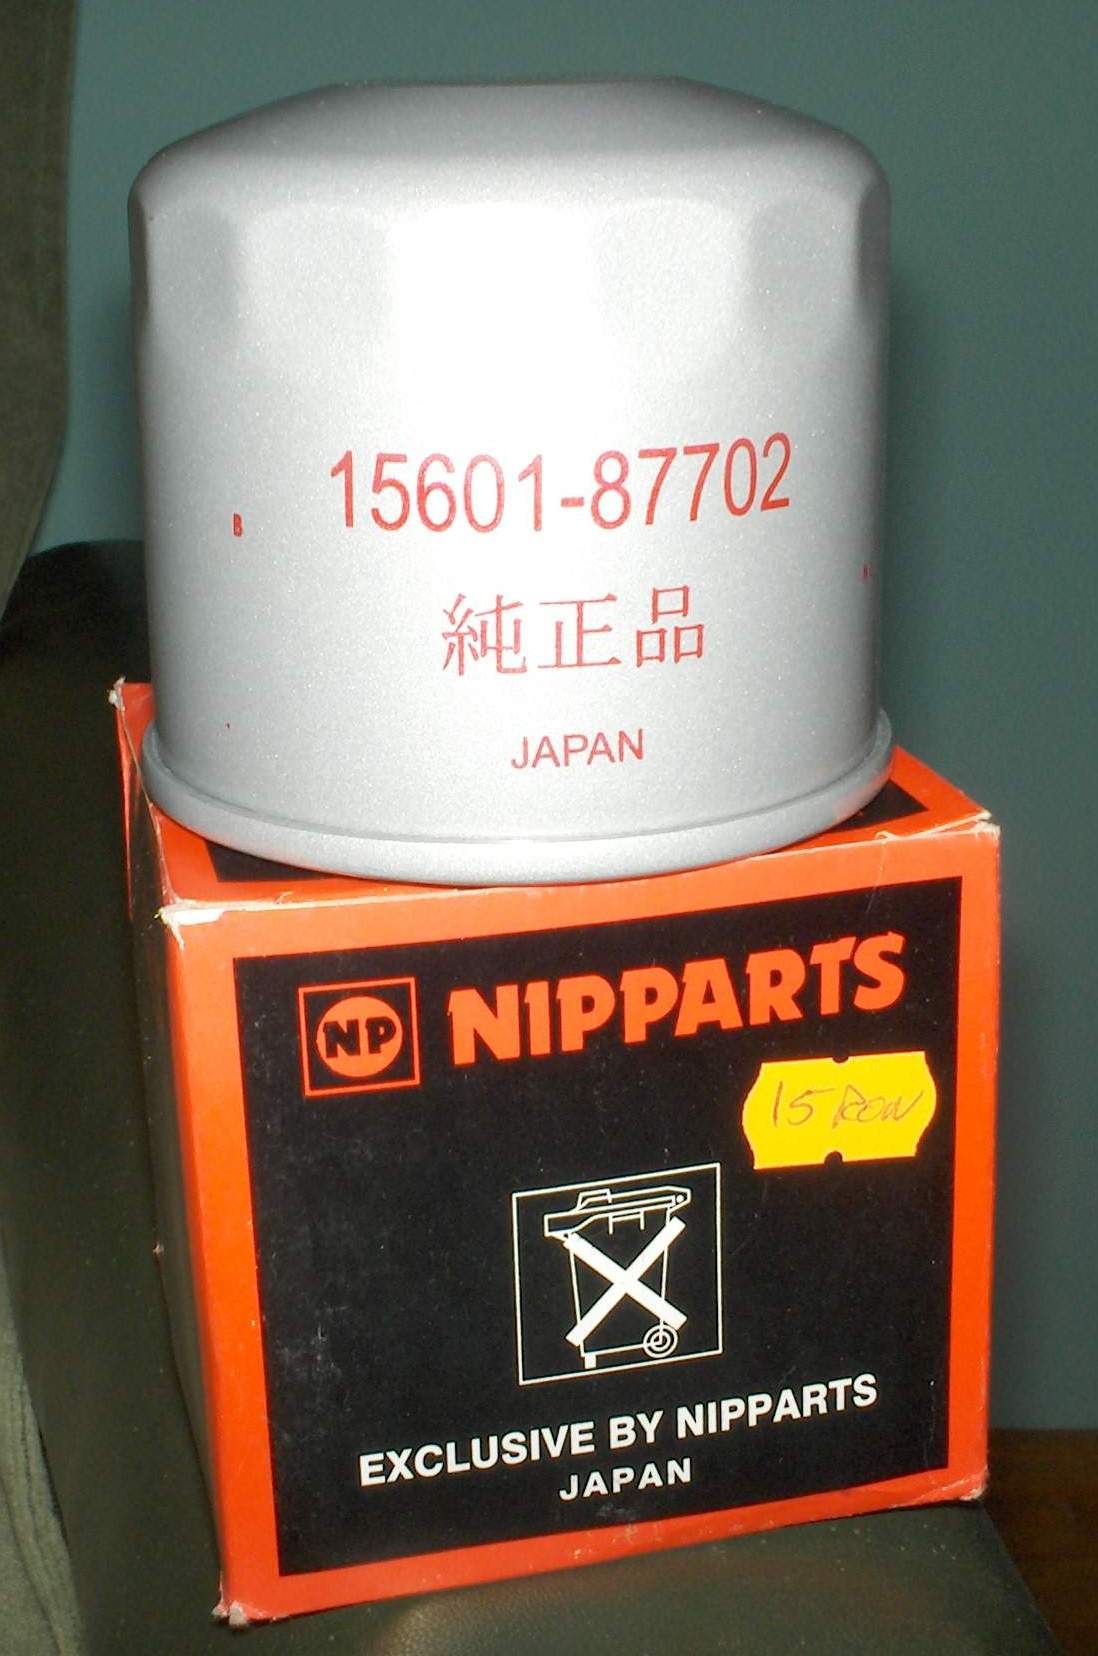 15601-87702
B
純正品
JAPAN
NP NIPPARTS
15 RON
EXCLUSIVE BY NIPPARTS
JAPAN